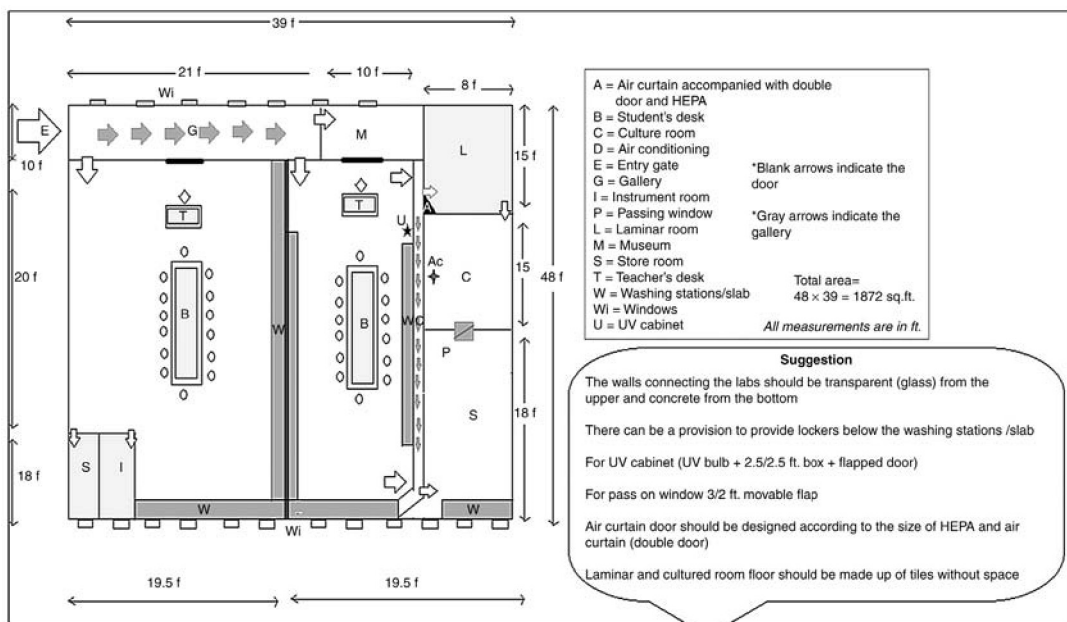 39 f
21 f
10 f
8 f
Wi
E
G
M
L
10 f
15 f
A
T
T
U
Ac
C
15
48 f
20 f
B
W
B
W
C
P
S
18 f
18 f
S
I
W
W
Wi
19.5 f
19.5 f
A = Air curtain accompanied with double
door and HEPA
B = Student's desk
C = Culture room
D = Air conditioning
E = Entry gate
G = Gallery
I = Instrument room
P = Passing window
L = Laminar room
M = Museum
S = Store room
T = Teacher's desk
W = Washing stations/slab
Wi = Windows
U = UV cabinet
*Blank arrows indicate the
door
*Gray arrows indicate the
gallery
Total area=
48 × 39 = 1872 sq.ft.
All measurements are in ft.
Suggestion
The walls connecting the labs should be transparent (glass) from the
upper and concrete from the bottom
There can be a provision to provide lockers below the washing stations /slab
For UV cabinet (UV bulb + 2.5/2.5 ft. box + flapped door)
For pass on window 3/2 ft. movable flap
Air curtain door should be designed according to the size of HEPA and air
curtain (double door)
Laminar and cultured room floor should be made up of tiles without space